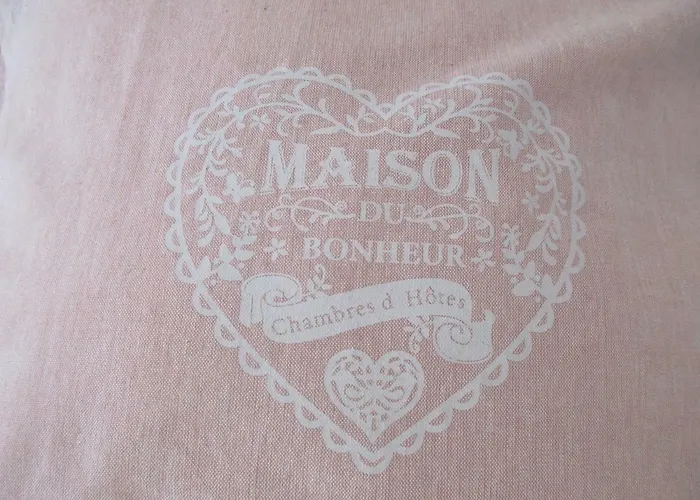 MAISON
DU
BONHEUR
Chambres d Hôtes